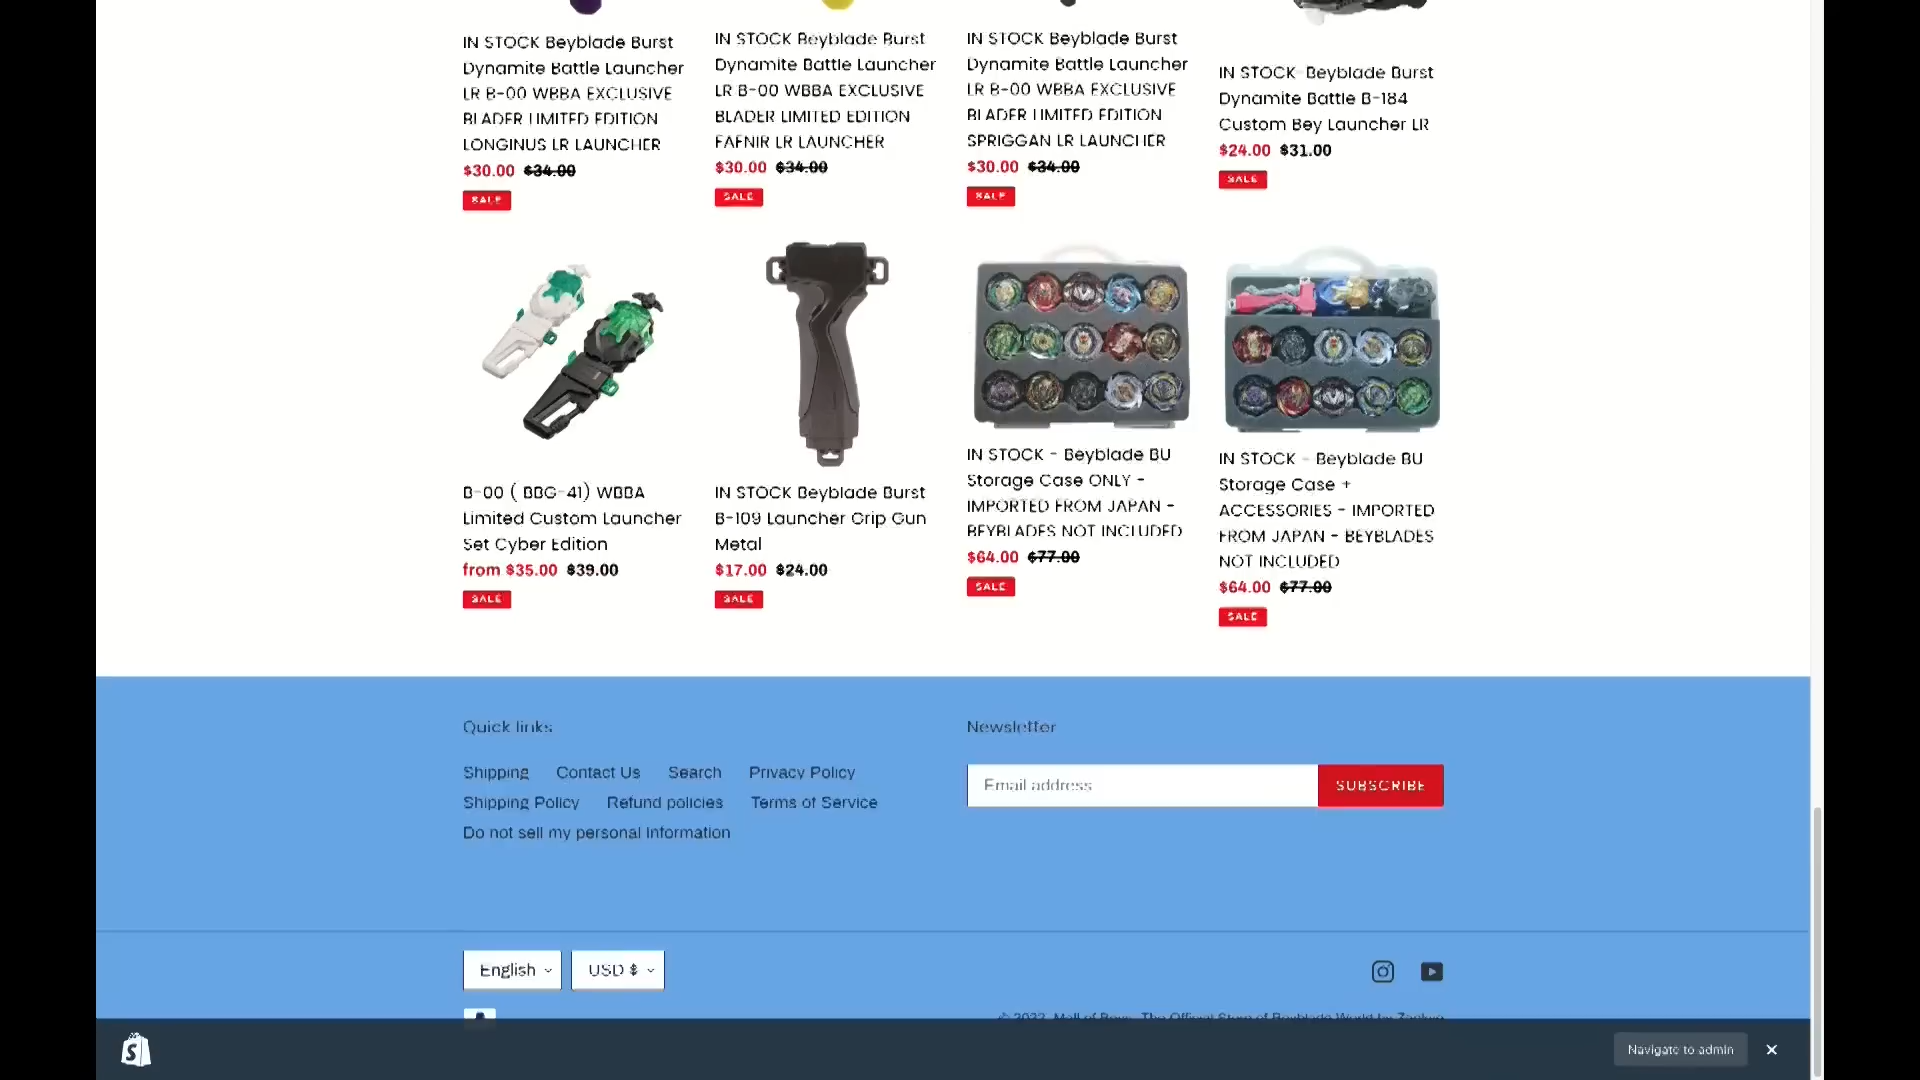 IN STOCK Beyblade Burst
Dynamite Battle Launcher
LR B-00 WBBA EXCLUSIVE
BLADER LIMITED EDITION
LONGINUS LR LAUNCHER
$30.00 $34.00
SALE
IN STOCK Beyblade Burst
Dynamite Battle Launcher
LR B-00 WBBA EXCLUSIVE
BLADER LIMITED EDITION
FAFNIR LR LAUNCHER
$30.00 $34.00
SALE
IN STOCK Beyblade Burst
Dynamite Battle Launcher
LR B-00 WBBA EXCLUSIVE
BLADER LIMITED EDITION
SPRIGGAN LR LAUNCHER
$30.00 $34.00
SALE
IN STOCK Beyblade Burst
Dynamite Battle B-184
Custom Bey Launcher LR
$24.00 $31.00
SALE
B-00 ( BBG-41) WBBA
Limited Custom Launcher
Set Cyber Edition
from $35.00 $39.00
SALE
IN STOCK Beyblade Burst
B-109 Launcher Grip Gun
Metal
$17.00 $24.00
SALE
IN STOCK - Beyblade BU
Storage Case ONLY -
IMPORTED FROM JAPAN -
BEYBLADES NOT INCLUDED
$64.00 $77.00
SALE
IN STOCK - Beyblade BU
Storage Case +
ACCESSORIES - IMPORTED
FROM JAPAN - BEYBLADES
NOT INCLUDED
$64.00 $77.00
SALE
Quick links
Shipping Contact Us Search Privacy Policy
Shipping Policy Refund policies Terms of Service
Do not sell my personal information
Newsletter
Email address SUBSCRIBE
English USD $
The Official Store of Beyblade World by
Navigate to admin